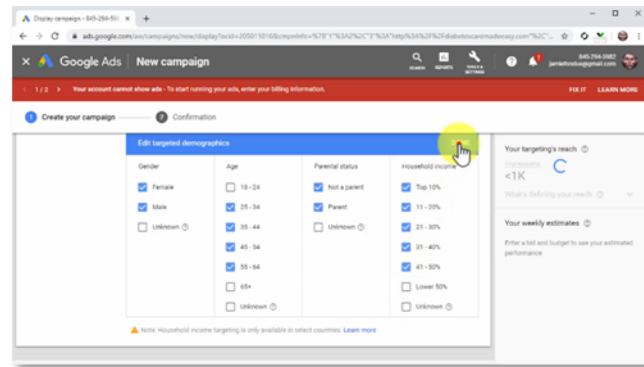 Display campaign - 845-294-598
ads.google.com/aw/campaigns/new/display?ocid=
Google Ads New campaign
SEARCH REPORTS TOOLS & SETTINGS
845-294-5982
1/2 Your account cannot show ads - To start running your ads, enter your billing information. FIX IT LEARN MORE
1 Create your campaign 2 Confirmation
Edit targeted demographics
Gender Age Parental status Household income
Female 18 - 24 Not a parent Top 10%
Male 25 - 34 Parent 11 - 20%
Unknown 35 - 44 Unknown 21 - 30%
45 - 54 31 - 40%
55 - 64 41 - 50%
65+ Lower 50%
Unknown Unknown
Note: Household income targeting is only available in select countries. Learn more
Your targeting's reach
<1K
What's defining your reach
Your weekly estimates
Enter a bid and budget to see your estimated
performance